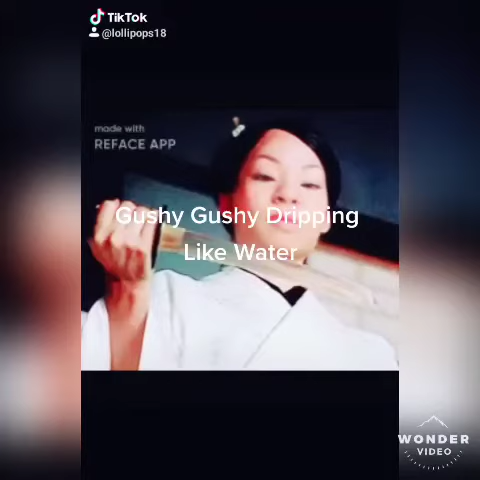 TikTok
@lollipops18
made with
REFACE APP
Gushy Gushy Dripping
Like Water
WONDER
VIDEO